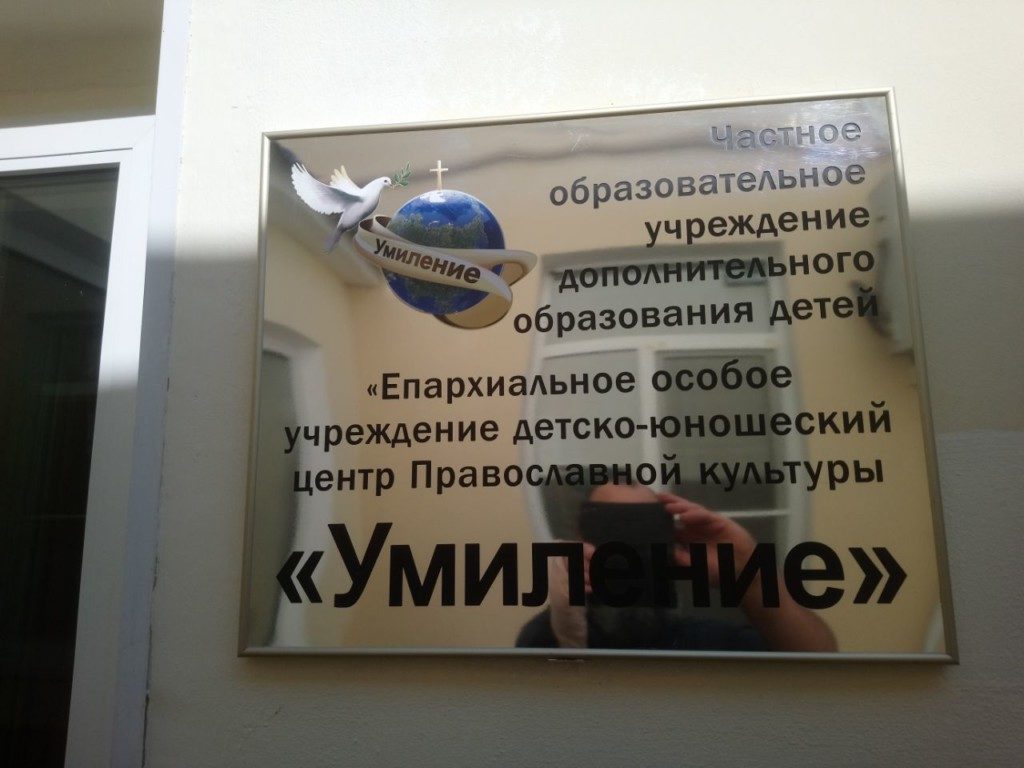 Умиление
Частное
образовательное
учреждение
дополнительного
образования детей
«Епархиальное особое
учреждение детско-юношеский
центр Православной культуры
«Умиление»